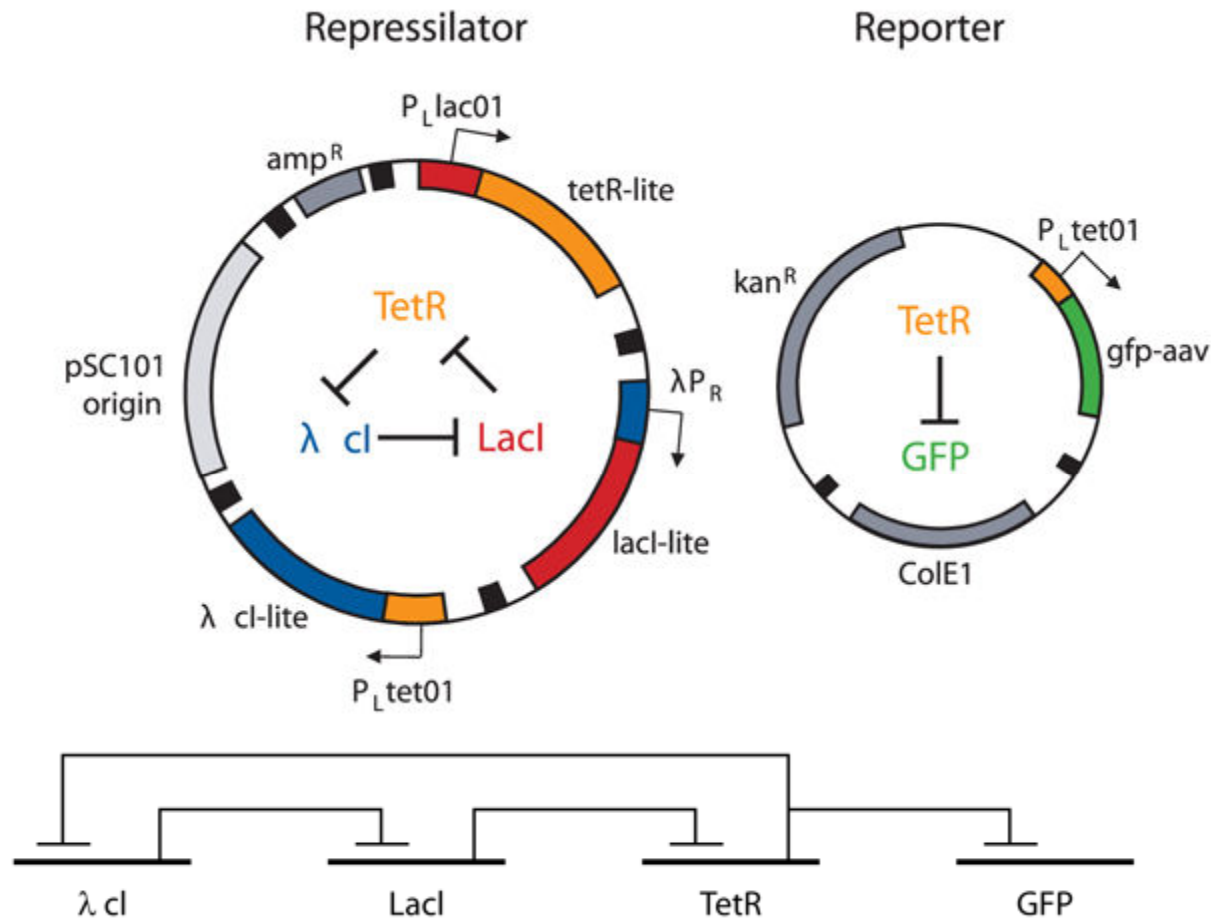 Repressilator
Reporter
PLlac01
ampR
tetR-lite
PLtet01
kanR
TetR
TetR
gfp-aav
pSC101
origin
λPR
λ cI
LacI
GFP
lacI-lite
ColE1
λ cI-lite
PLtet01
λ cI
LacI
TetR
GFP